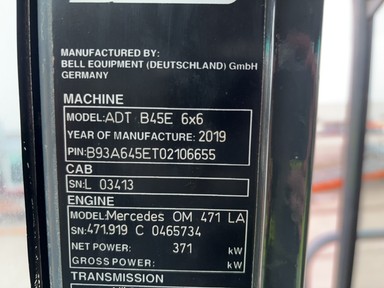 MANUFACTURED BY:
BELL EQUIPMENT (DEUTSCHLAND) GmbH
GERMANY
MACHINE
MODEL: ADT B45E 6x6
YEAR OF MANUFACTURE: 2019
PIN: B93A645ET02106655
CAB
SN: L 03413
ENGINE
MODEL: Mercedes OM 471 LA
SN: 471.919 C 0465734
NET POWER: 371 kW
GROSS POWER: kW
TRANSMISSION